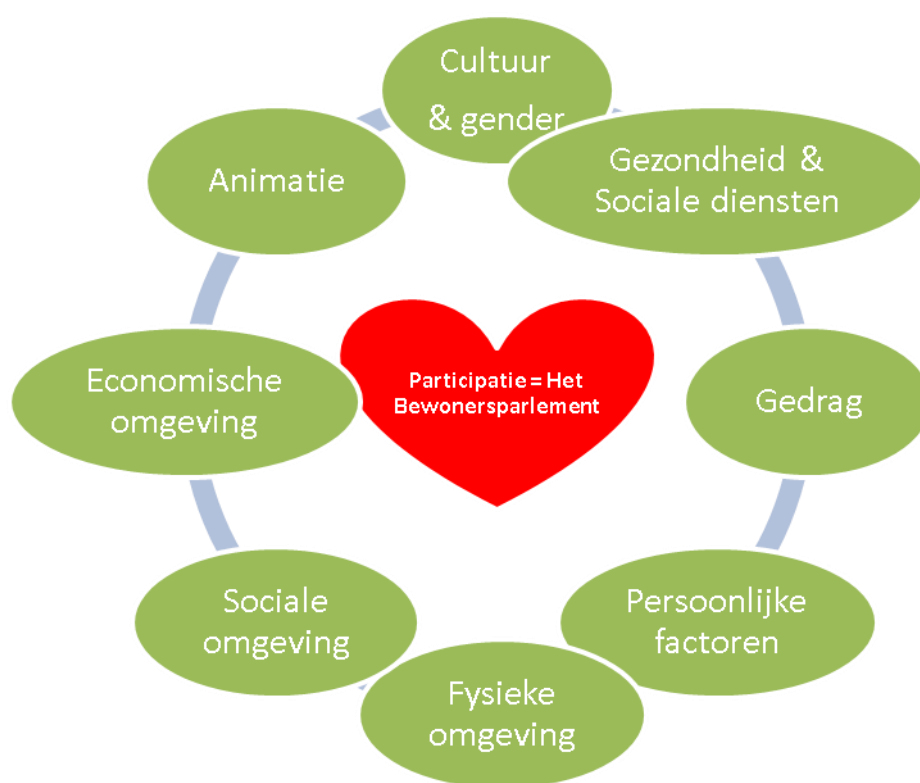 Cultuur
& gender
Gezondheid &
Sociale diensten
Gedrag
Persoonlijke
factoren
Fysieke
omgeving
Sociale
omgeving
Economische
omgeving
Animatie
Participatie = Het
Bewonersparlement